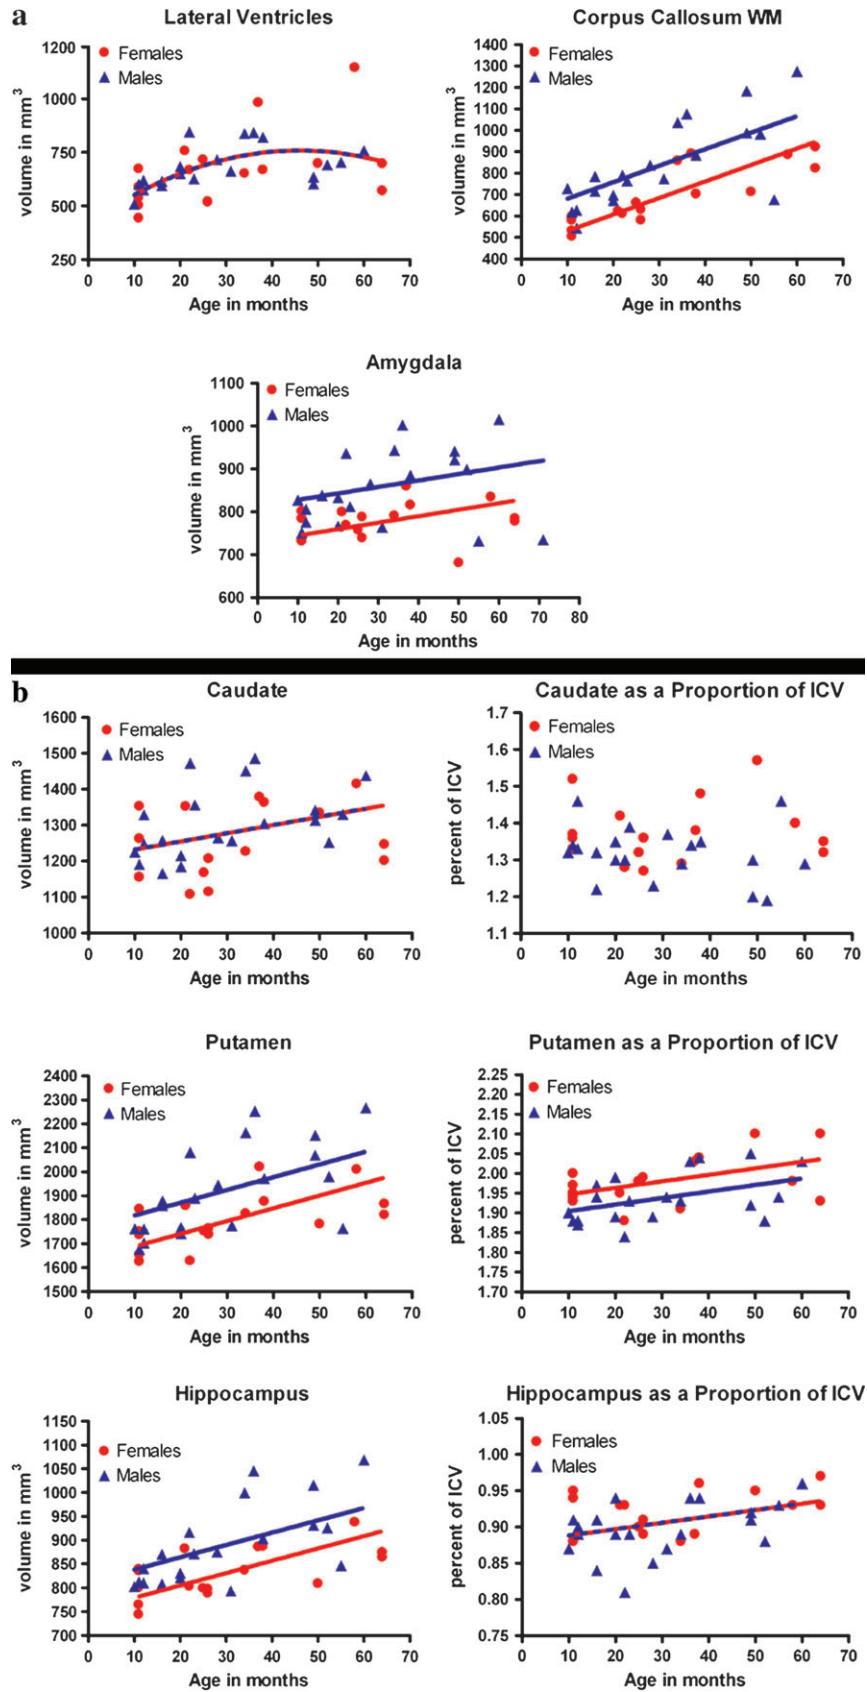 a
Lateral Ventricles
1200
1000
750
500
250
0 10 20 30 40 50 60 70
volume in mm3
Age in months
Females
Males
Corpus Callosum WM
1400
1300
1200
1100
1000
900
800
700
600
500
400
0 10 20 30 40 50 60 70
volume in mm3
Age in months
Females
Males
Amygdala
1100
1000
900
800
700
600
0 10 20 30 40 50 60 70 80
volume in mm3
Age in months
Females
Males
b
Caudate
1600
1500
1400
1300
1200
1100
1000
0 10 20 30 40 50 60 70
volume in mm3
Age in months
Females
Males
Caudate as a Proportion of ICV
1.7
1.6
1.5
1.4
1.3
1.2
1.1
0 10 20 30 40 50 60 70
percent of ICV
Age in months
Females
Males
Putamen
2400
2300
2200
2100
2000
1900
1800
1700
1600
1500
0 10 20 30 40 50 60 70
volume in mm3
Age in months
Females
Males
Putamen as a Proportion of ICV
2.25
2.20
2.15
2.10
2.05
2.00
1.95
1.90
1.85
1.80
1.75
1.70
0 10 20 30 40 50 60 70
percent of ICV
Age in months
Females
Males
Hippocampus
1150
1100
1050
1000
950
900
850
800
750
700
0 10 20 30 40 50 60 70
volume in mm3
Age in months
Females
Males
Hippocampus as a Proportion of ICV
1.05
1.00
0.95
0.90
0.85
0.80
0.75
0 10 20 30 40 50 60 70
percent of ICV
Age in months
Females
Males